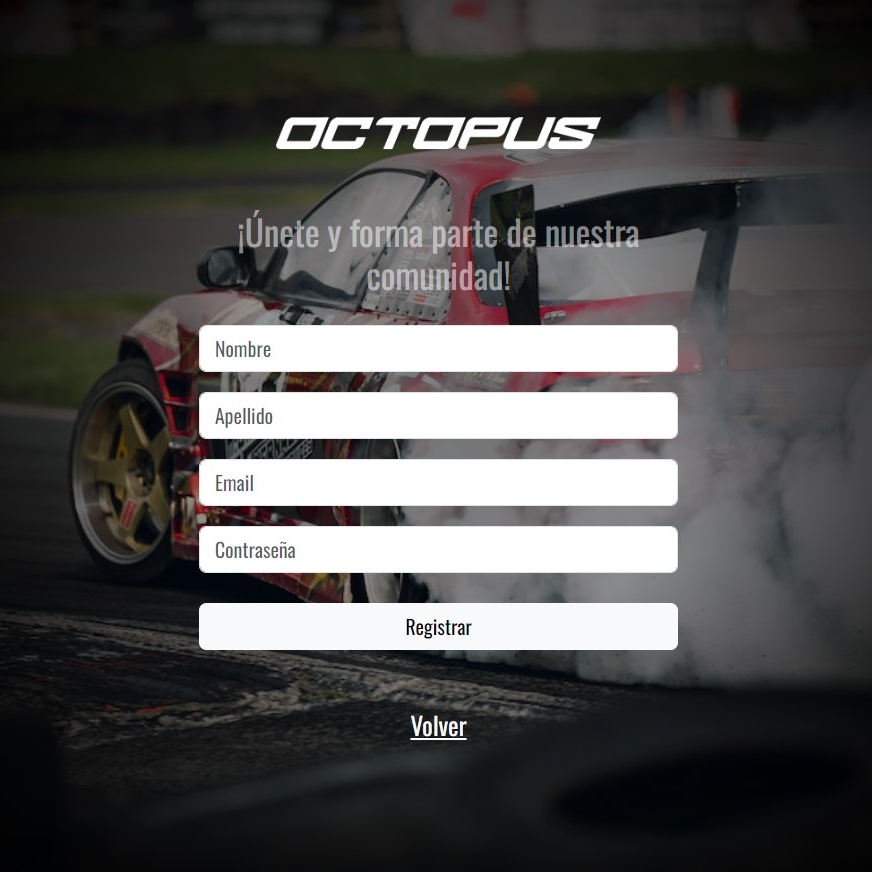 OCTOPUS
¡Únete y forma parte de nuestra
comunidad!
Nombre
Apellido
Email
Contraseña
Registrar
Volver